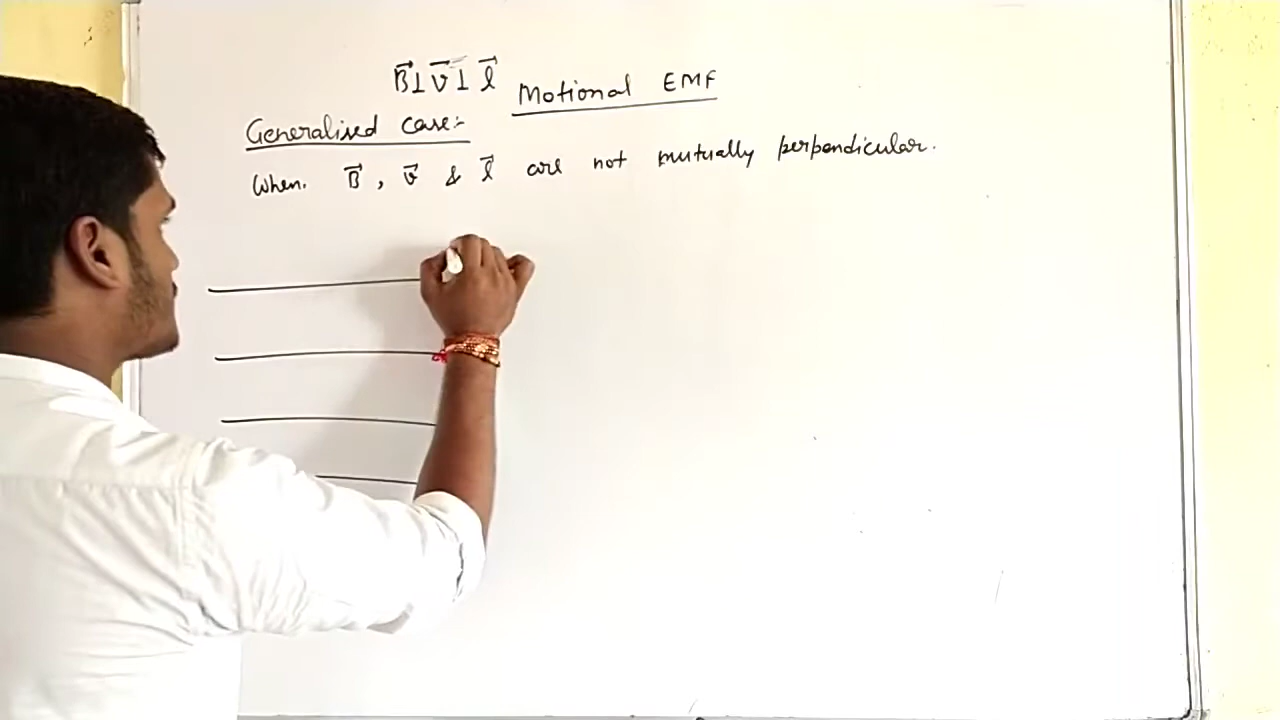 B⃗ ⊥ v⃗ ⊥ l⃗ Motional EMF
Generalised case:-
When. B⃗, v⃗ & l⃗ are not mutually perpendicular.